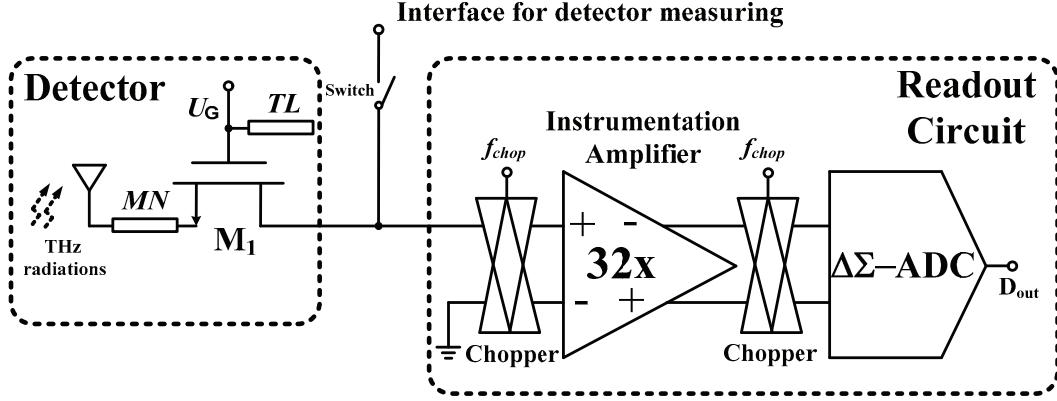 Interface for detector measuring
Detector
Switch
U_G
TL
MN
M_1
THz
radiations
Readout
Circuit
Instrumentation
Amplifier
f_chop
f_chop
+ -
32x
- +
ΔΣ–ADC
D_out
Chopper
Chopper